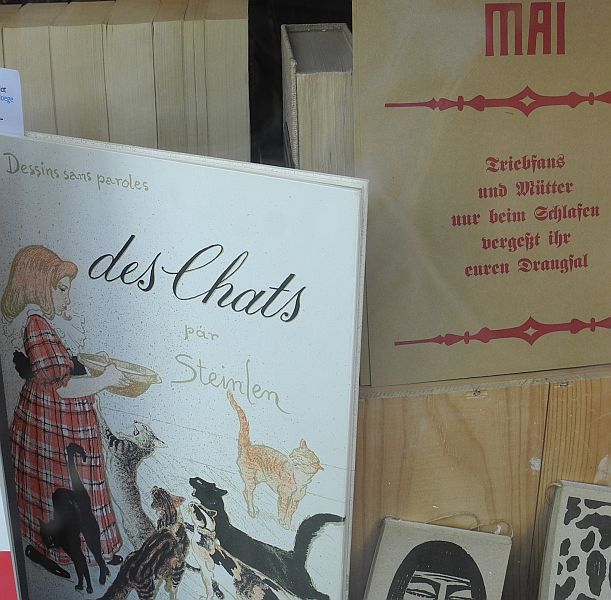 Dessins sans paroles
des Chats
par
Steinlen
MAI
Triebfans
und Mütter
nur beim Schlafen
vergeßt ihr
euren Drangsal